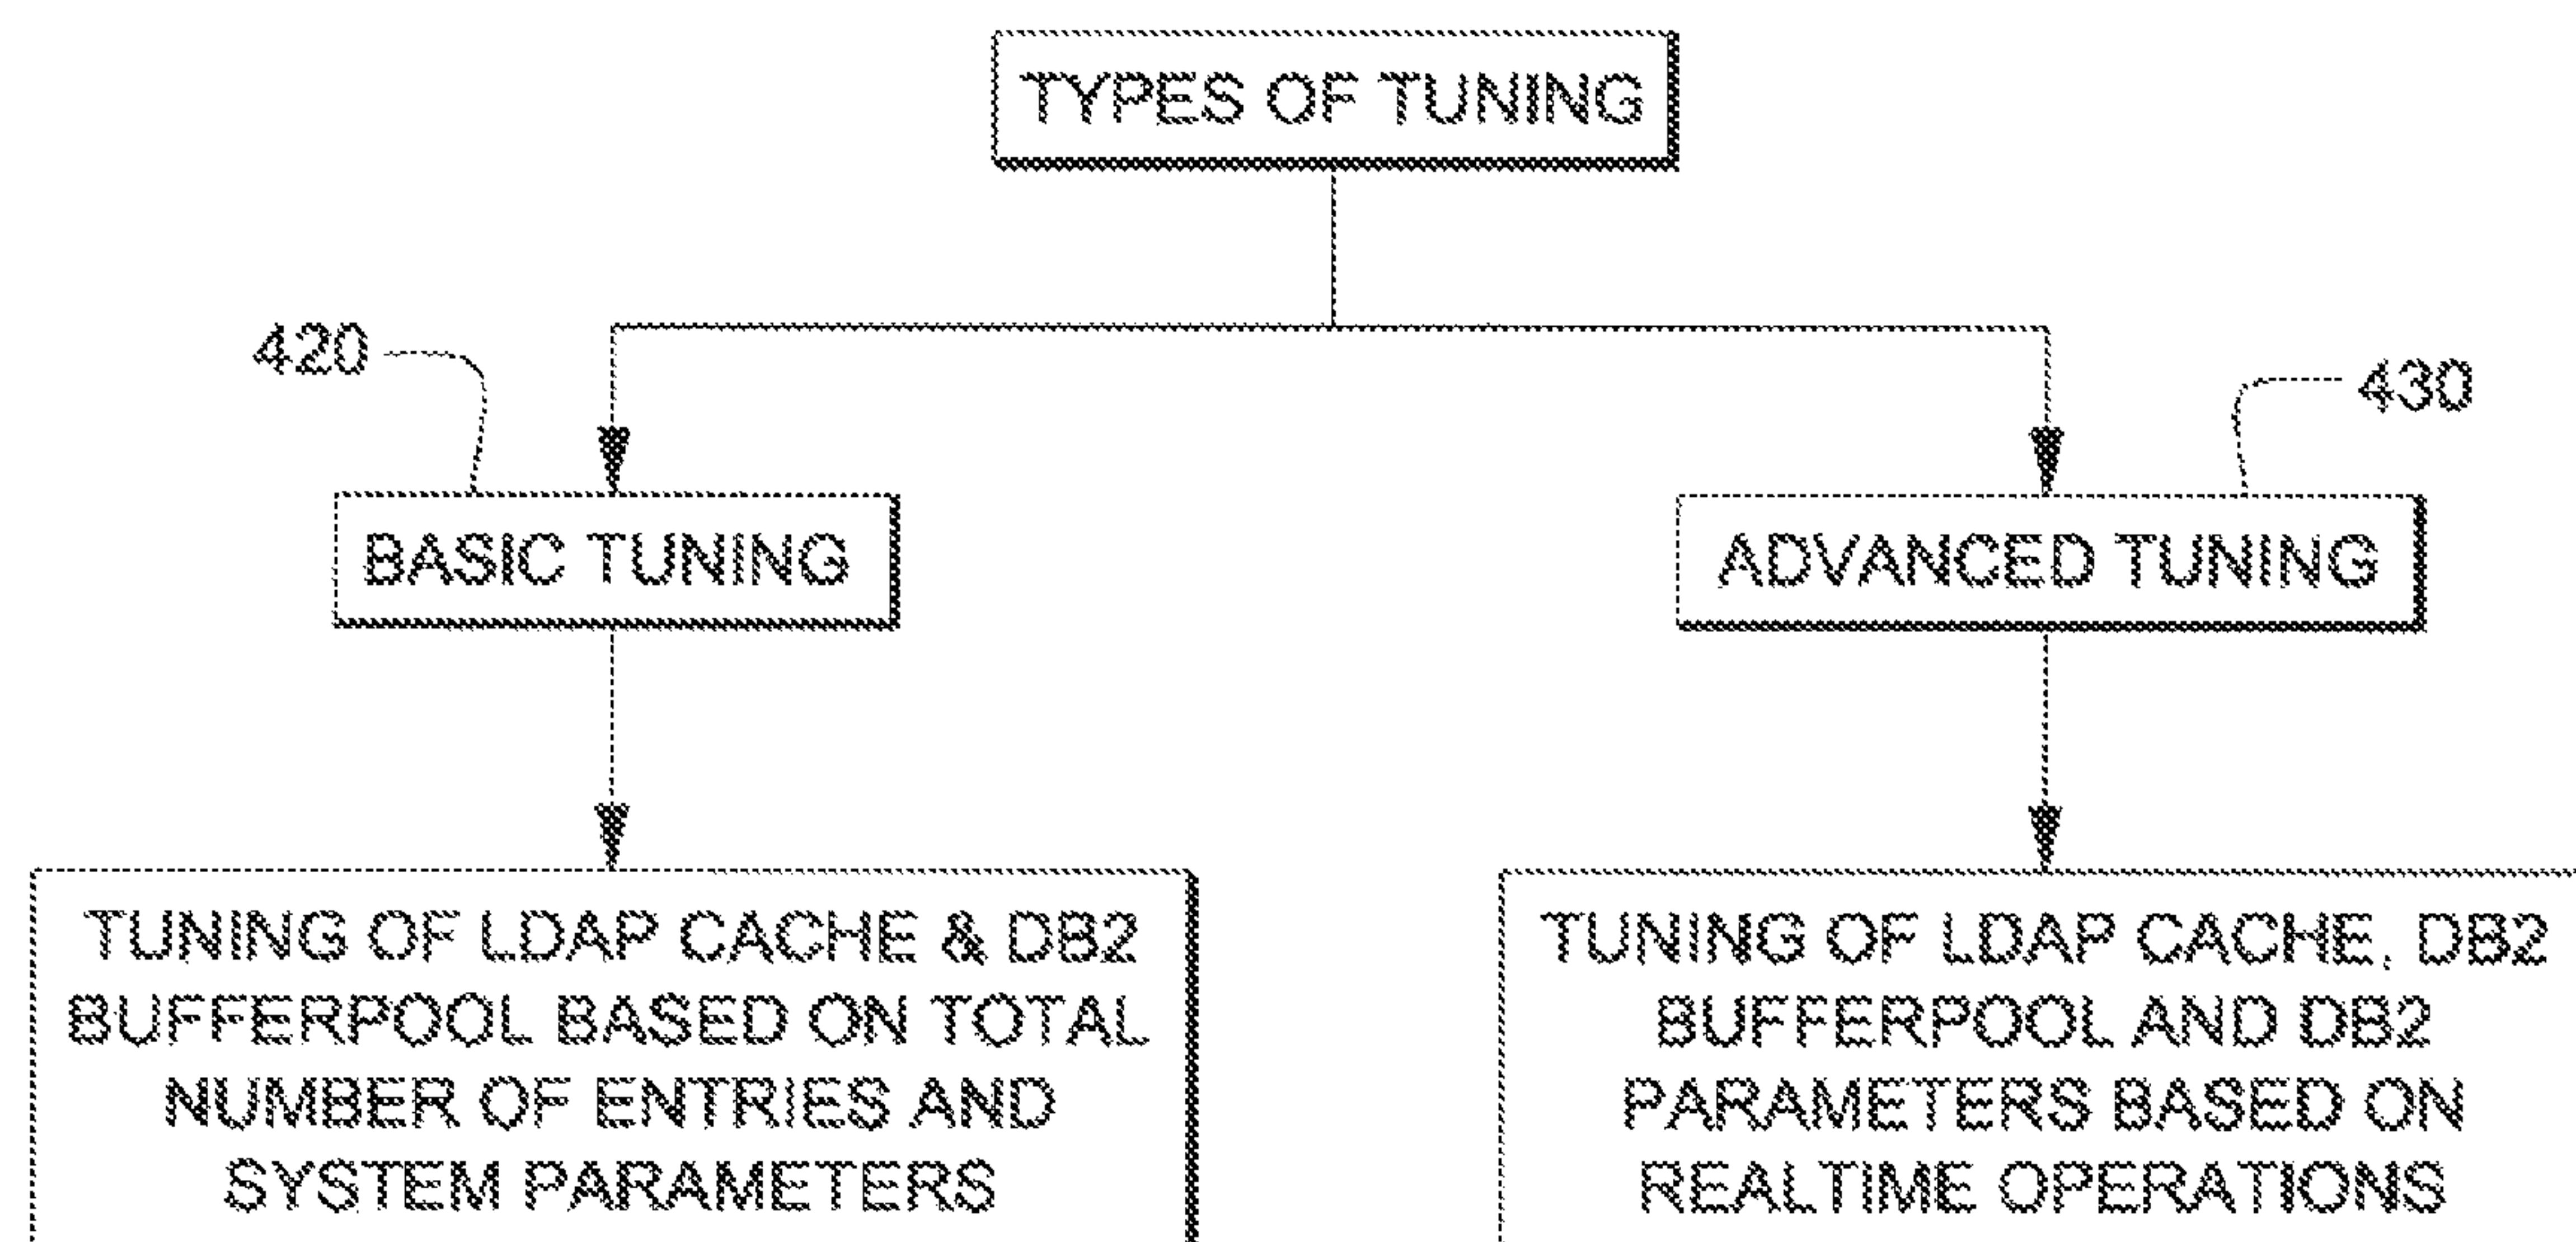 TYPES OF TUNING
420
430
BASIC TUNING
ADVANCED TUNING
TUNING OF LDAP CACHE & DB2
BUFFERPOOL BASED ON TOTAL
NUMBER OF ENTRIES AND
SYSTEM PARAMETERS
TUNING OF LDAP CACHE, DB2
BUFFERPOOL AND DB2
PARAMETERS BASED ON
REALTIME OPERATIONS